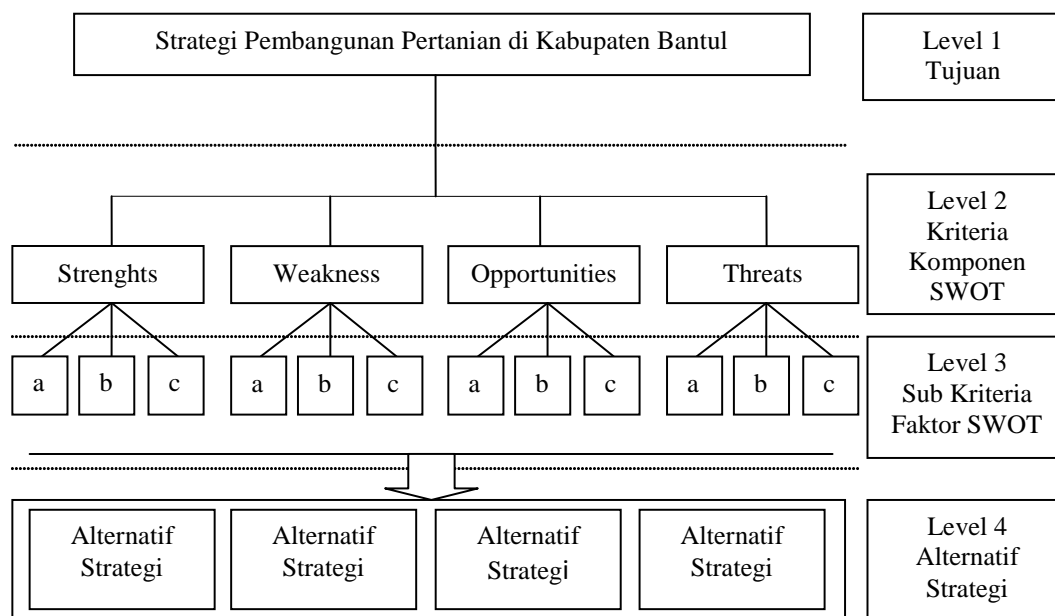 Strategi Pembangunan Pertanian di Kabupaten Bantul
Level 1
Tujuan
Level 2
Kriteria
Komponen
SWOT
Strenghts
Weakness
Opportunities
Threats
a
b
c
a
b
c
a
b
c
a
b
c
Level 3
Sub Kriteria
Faktor SWOT
Alternatif
Strategi
Alternatif
Strategi
Alternatif
Strategi
Alternatif
Strategi
Level 4
Alternatif
Strategi